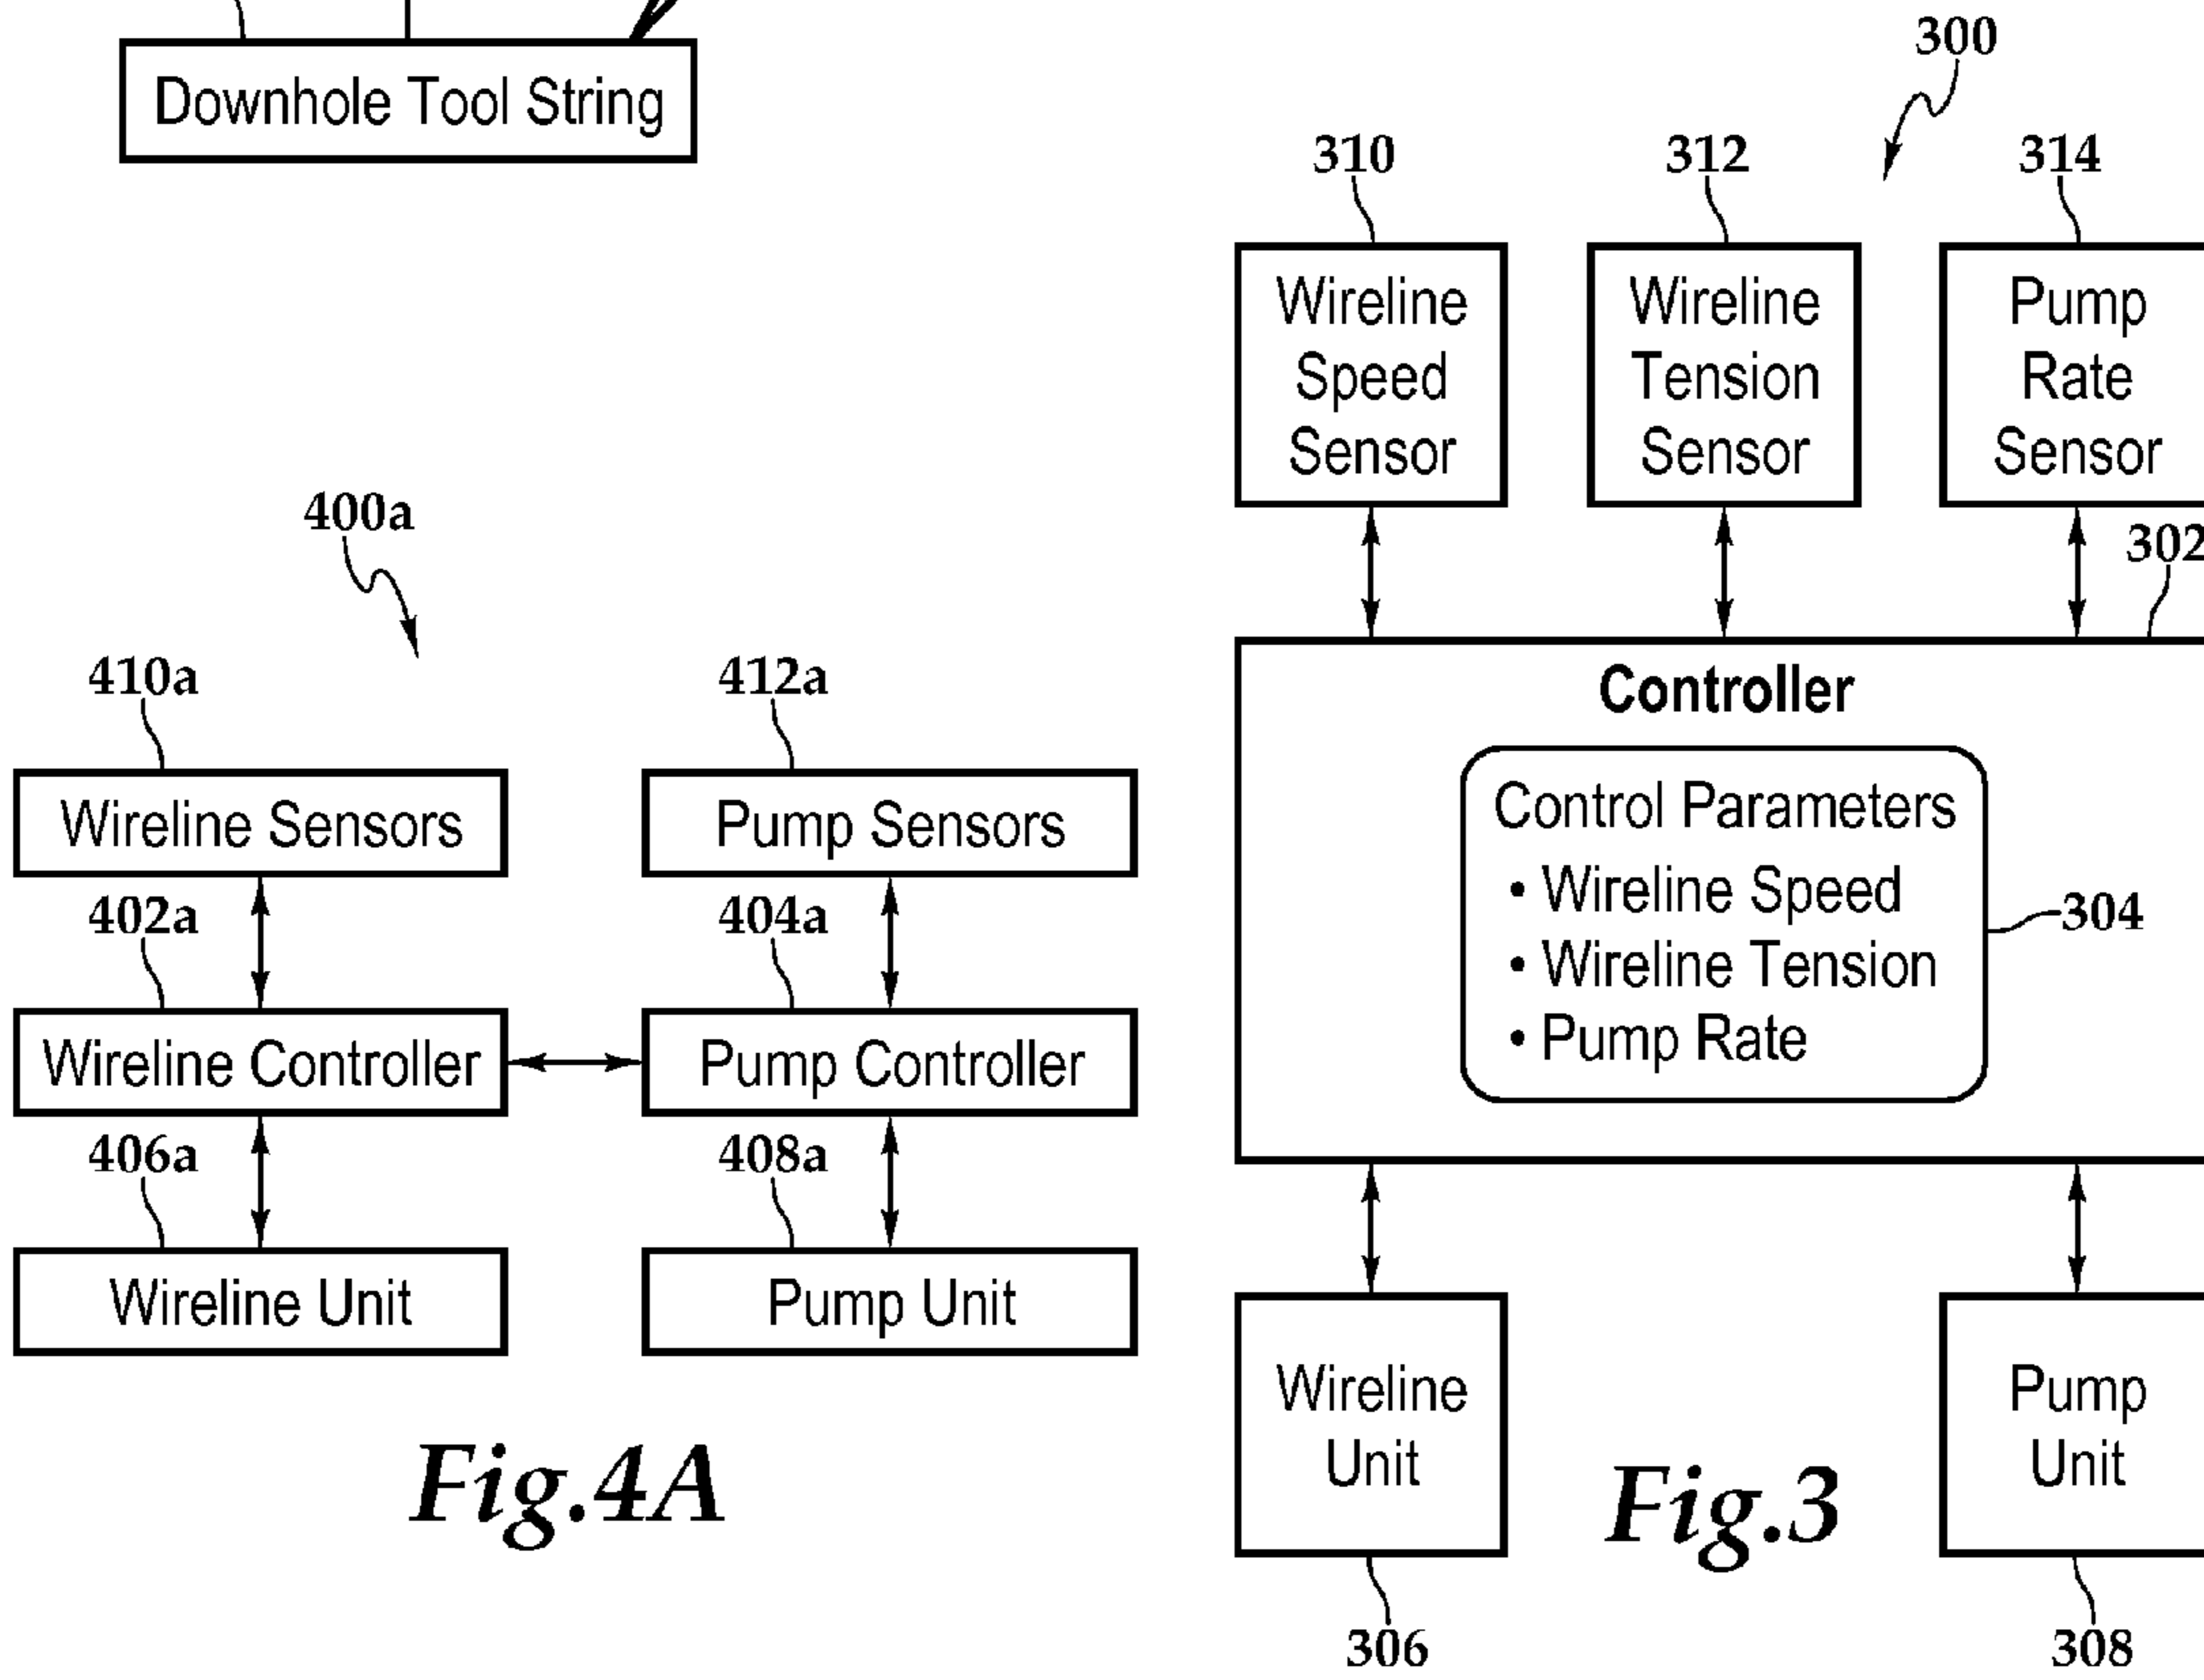 Downhole Tool String
400a
410a
412a
Wireline Sensors
Pump Sensors
402a
404a
Wireline Controller
Pump Controller
406a
408a
Wireline Unit
Pump Unit
Fig.4A
300
310
312
314
Wireline
Speed
Sensor
Wireline
Tension
Sensor
Pump
Rate
Sensor
302
Controller
Control Parameters
• Wireline Speed
• Wireline Tension
• Pump Rate
304
Wireline
Unit
Pump
Unit
306
308
Fig.3